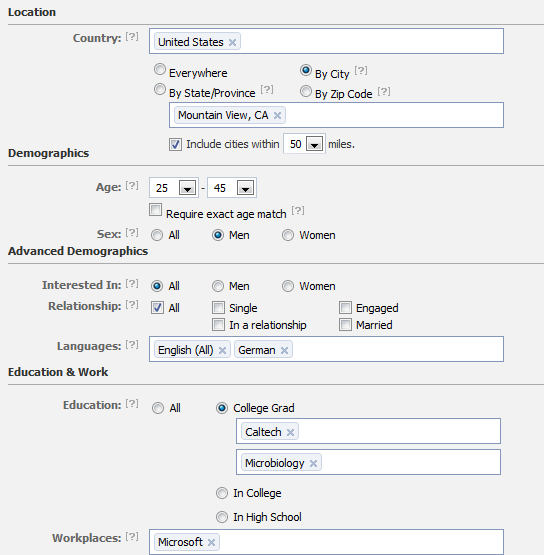 Location
Country: [?] United States ×
Everywhere By City [?]
By State/Province [?] By Zip Code [?]
Mountain View, CA ×
Include cities within 50 miles.
Demographics
Age: [?] 25 - 45
Require exact age match [?]
Sex: [?] All Men Women
Advanced Demographics
Interested In: [?] All Men Women
Relationship: [?] All Single Engaged
In a relationship Married
Languages: [?] English (All) × German ×
Education & Work
Education: [?] All College Grad
Caltech ×
Microbiology ×
In College
In High School
Workplaces: [?] Microsoft ×